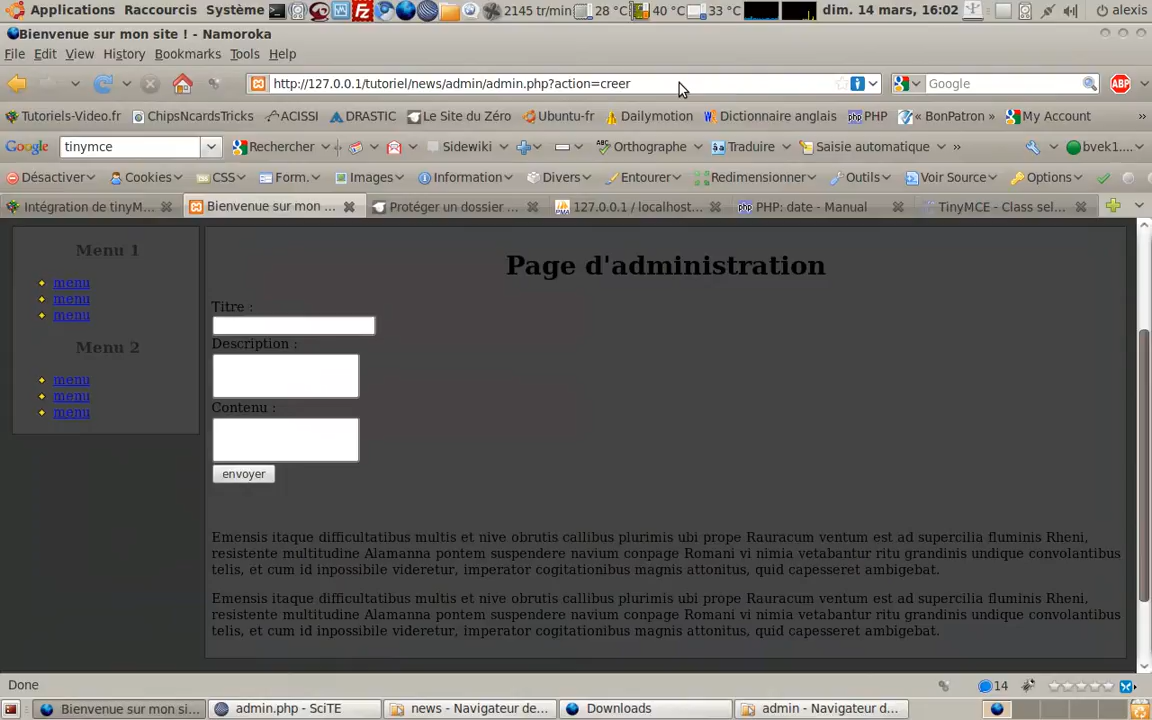 Applications Raccourcis Système 2145 tr/min 28 °C 40 °C 33 °C dim. 14 mars, 16:02 alexis
Bienvenue sur mon site ! - Namoroka
File Edit View History Bookmarks Tools Help
http://127.0.0.1/tutoriel/news/admin/admin.php?action=creer Google ABP
Tutoriels-Video.fr ChipsNcardsTricks ACISSI DRASTIC Le Site du Zéro Ubuntu-fr Dailymotion Dictionnaire anglais PHP « BonPatron » My Account »
Google tinymce Rechercher Sidewiki Orthographe Traduire Saisie automatique » bvek1....
Désactiver Cookies CSS Form. Images Information Divers Entourer Redimensionner Outils Voir Source Options
Intégration de tinyM... Bienvenue sur mon ... Protéger un dossier ... 127.0.0.1 / localhost... PHP: date - Manual TinyMCE - Class sel...
Menu 1
menu
menu
menu
Menu 2
menu
menu
menu
Page d'administration
Titre :
Description :
Contenu :
envoyer
Emensis itaque difficultatibus multis et nive obrutis callibus plurimis ubi prope Rauracum ventum est ad supercilia fluminis Rheni,
resistente multitudine Alamanna pontem suspendere navium conpage Romani vi nimia vetabantur ritu grandinis undique convolantibus
telis, et cum id inpossibile videretur, imperator cogitationibus magnis attonitus, quid capesseret ambigebat.
Emensis itaque difficultatibus multis et nive obrutis callibus plurimis ubi prope Rauracum ventum est ad supercilia fluminis Rheni,
resistente multitudine Alamanna pontem suspendere navium conpage Romani vi nimia vetabantur ritu grandinis undique convolantibus
telis, et cum id inpossibile videretur, imperator cogitationibus magnis attonitus, quid capesseret ambigebat.
Done 14
Bienvenue sur mon si... admin.php - SciTE news - Navigateur de... Downloads admin - Navigateur d...